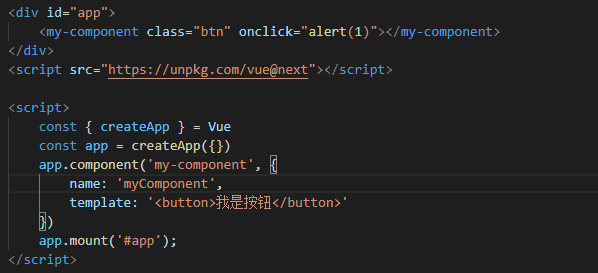 <div id="app">
    <my-component class="btn" onclick="alert(1)"></my-component>
</div>
<script src="https://unpkg.com/vue@next"></script>

<script>
    const { createApp } = Vue
    const app = createApp({})
    app.component('my-component', {
        name: 'myComponent',
        template: '<button>我是按钮</button>'
    })
    app.mount('#app');
</script>